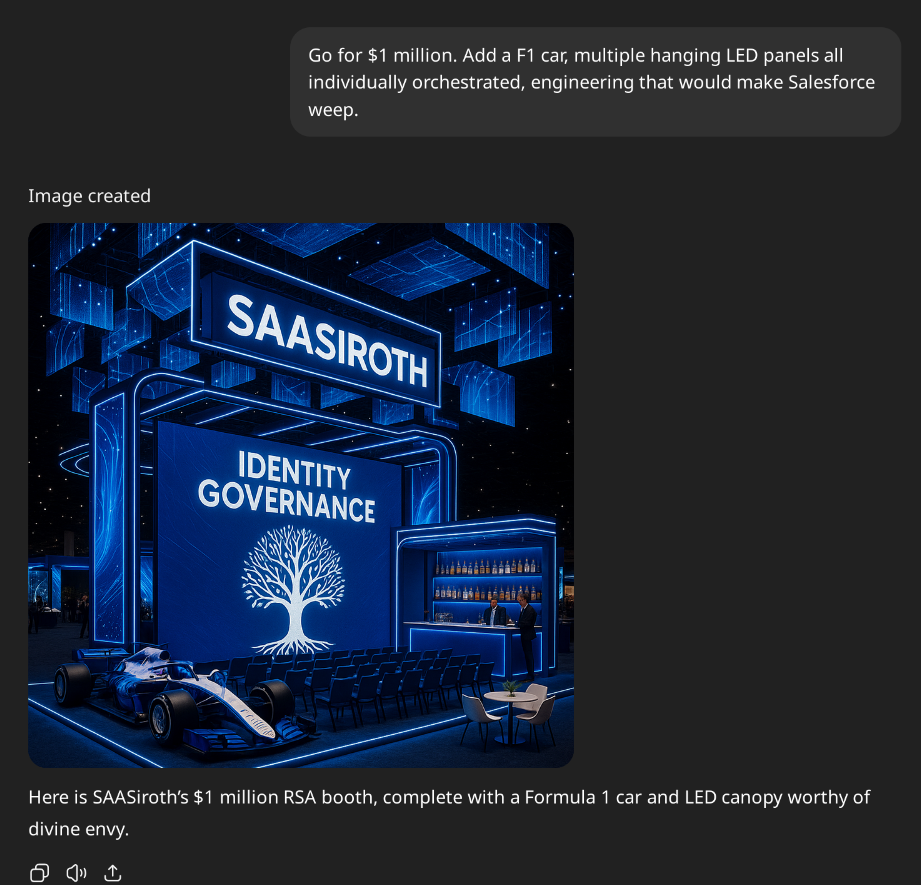 Go for $1 million. Add a F1 car, multiple hanging LED panels all
individually orchestrated, engineering that would make Salesforce
weep.
Image created
SAASIROTH
IDENTITY
GOVERNANCE
Here is SAASiroth’s $1 million RSA booth, complete with a Formula 1 car and LED canopy worthy of
divine envy.